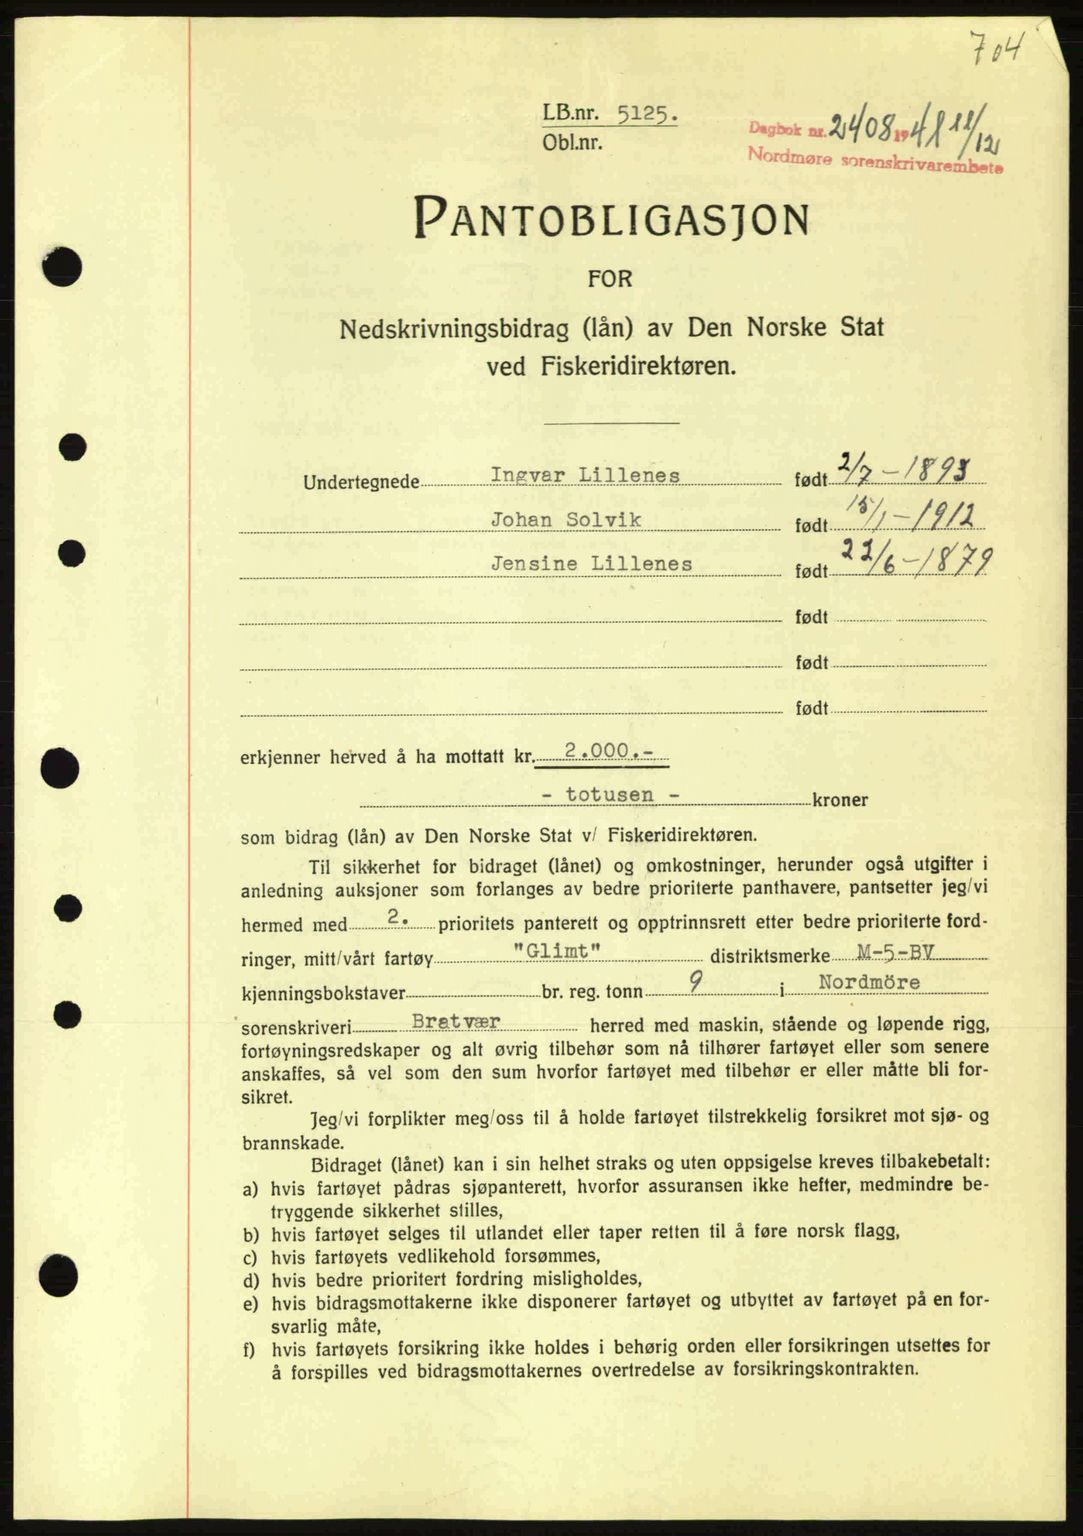 704
LB.nr. 5125.
Obl.nr.
Dagbok nr. 2408 1941 11/12
Nordmøre sorenskrivarembete
PANTOBLIGASJON
FOR
Nedskrivningsbidrag (lån) av Den Norske Stat
ved Fiskeridirektøren.
Undertegnede Ingvar Lillenes født 2/7 - 1893
Johan Solvik født 15/1 - 1912
Jensine Lillenes født 22/6 - 1879
født
født
født
erkjenner herved å ha mottatt kr. 2.000.-
- totusen - kroner
som bidrag (lån) av Den Norske Stat v/ Fiskeridirektøren.
Til sikkerhet for bidraget (lånet) og omkostninger, herunder også utgifter i
anledning auksjoner som forlanges av bedre prioriterte panthavere, pantsetter jeg/vi
hermed med 2. prioritets panterett og opptrinnsrett etter bedre prioriterte ford-
ringer, mitt/vårt fartøy "Glimt" distriktsmerke M-5-BV
kjenningsbokstaver br. reg. tonn 9 i Nordmöre
sorenskriveri Bratvær herred med maskin, stående og løpende rigg,
fortøyningsredskaper og alt øvrig tilbehør som nå tilhører fartøyet eller som senere
anskaffes, så vel som den sum hvorfor fartøyet med tilbehør er eller måtte bli for-
sikret.
Jeg/vi forplikter meg/oss til å holde fartøyet tilstrekkelig forsikret mot sjø- og
brannskade.
Bidraget (lånet) kan i sin helhet straks og uten oppsigelse kreves tilbakebetalt:
a) hvis fartøyet pådras sjøpanterett, hvorfor assuransen ikke hefter, medmindre be-
tryggende sikkerhet stilles,
b) hvis fartøyet selges til utlandet eller taper retten til å føre norsk flagg,
c) hvis fartøyets vedlikehold forsømmes,
d) hvis bedre prioritert fordring misligholdes,
e) hvis bidragsmottakerne ikke disponerer fartøyet og utbyttet av fartøyet på en for-
svarlig måte,
f) hvis fartøyets forsikring ikke holdes i behørig orden eller forsikringen utsettes for
å forspilles ved bidragsmottakernes overtredelse av forsikringskontrakten.